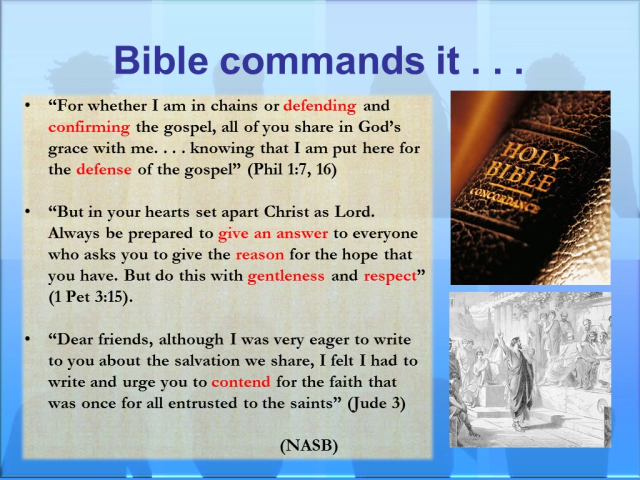 Bible commands it . . .
• “For whether I am in chains or defending and
confirming the gospel, all of you share in God’s
grace with me. . . . knowing that I am put here for
the defense of the gospel” (Phil 1:7, 16)
• “But in your hearts set apart Christ as Lord.
Always be prepared to give an answer to everyone
who asks you to give the reason for the hope that
you have. But do this with gentleness and respect”
(1 Pet 3:15).
• “Dear friends, although I was very eager to write
to you about the salvation we share, I felt I had to
write and urge you to contend for the faith that
was once for all entrusted to the saints” (Jude 3)
(NASB)
HOLY
BIBLE
CONCORDANCE